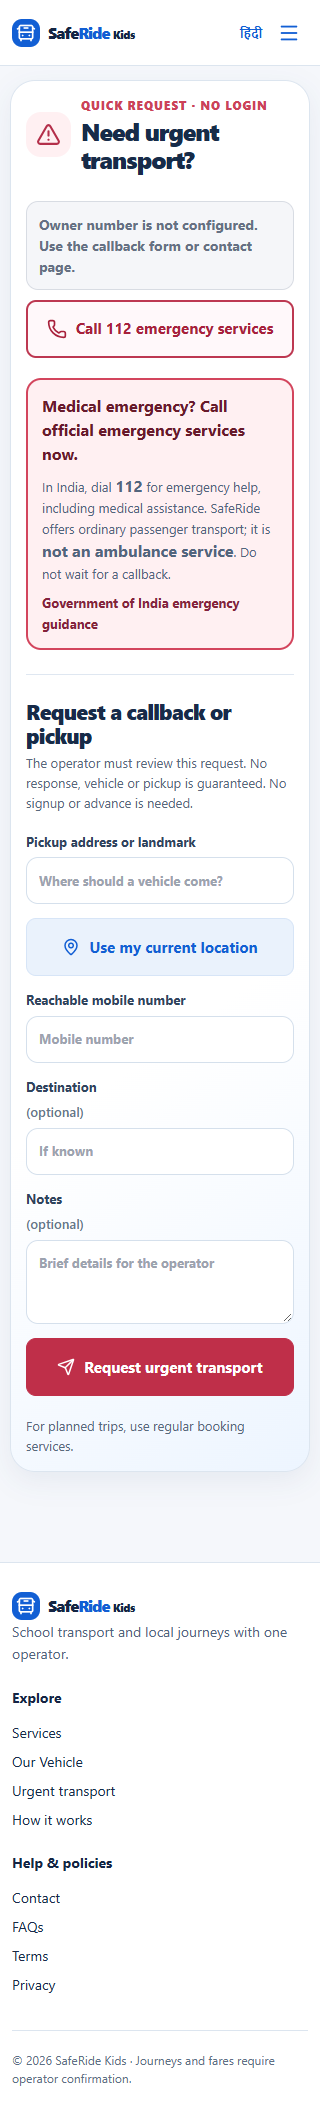 SafeRide Kids
हिंदी
QUICK REQUEST · NO LOGIN
Need urgent
transport?
Owner number is not configured.
Use the callback form or contact
page.
Call 112 emergency services
Medical emergency? Call
official emergency services
now.
In India, dial 112 for emergency help,
including medical assistance. SafeRide
offers ordinary passenger transport; it is
not an ambulance service. Do
not wait for a callback.
Government of India emergency
guidance
Request a callback or
pickup
The operator must review this request. No
response, vehicle or pickup is guaranteed. No
signup or advance is needed.
Pickup address or landmark
Where should a vehicle come?
Use my current location
Reachable mobile number
Mobile number
Destination
(optional)
If known
Notes
(optional)
Brief details for the operator
Request urgent transport
For planned trips, use regular booking
services.
SafeRide Kids
School transport and local journeys with one
operator.
Explore
Services
Our Vehicle
Urgent transport
How it works
Help & policies
Contact
FAQs
Terms
Privacy
© 2026 SafeRide Kids · Journeys and fares require
operator confirmation.